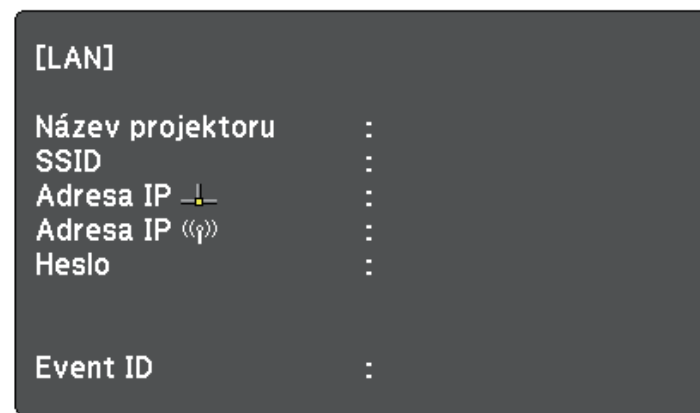 [LAN]
Název projektoru :
SSID :
Adresa IP :
Adresa IP :
Heslo :
Event ID :